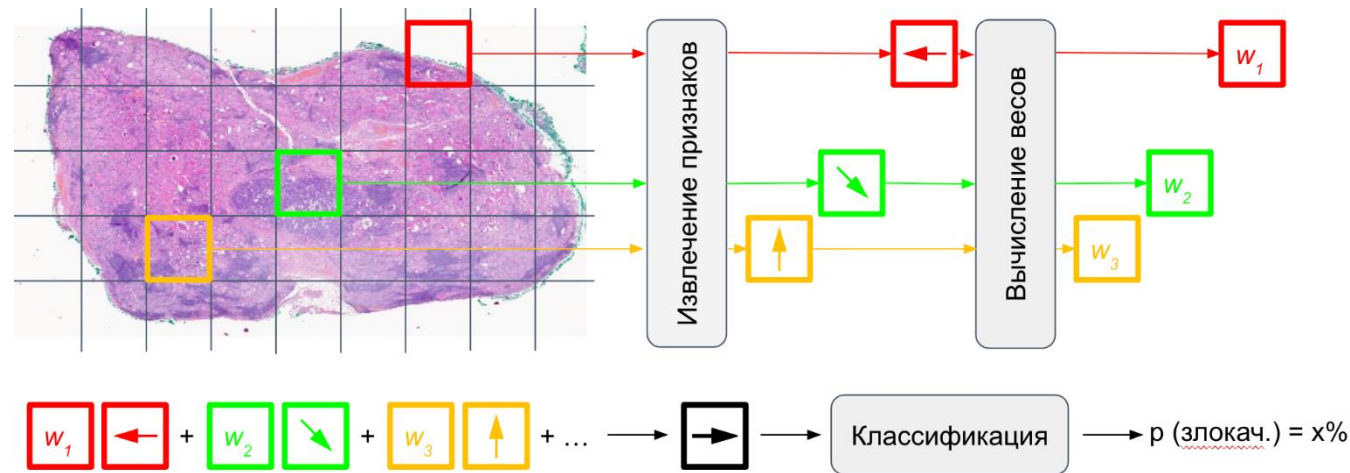 Извлечение признаков
Вычисление весов
w1
w2
w3
w1 + w2 + w3 + ...
Классификация
p (злокач.) = x%